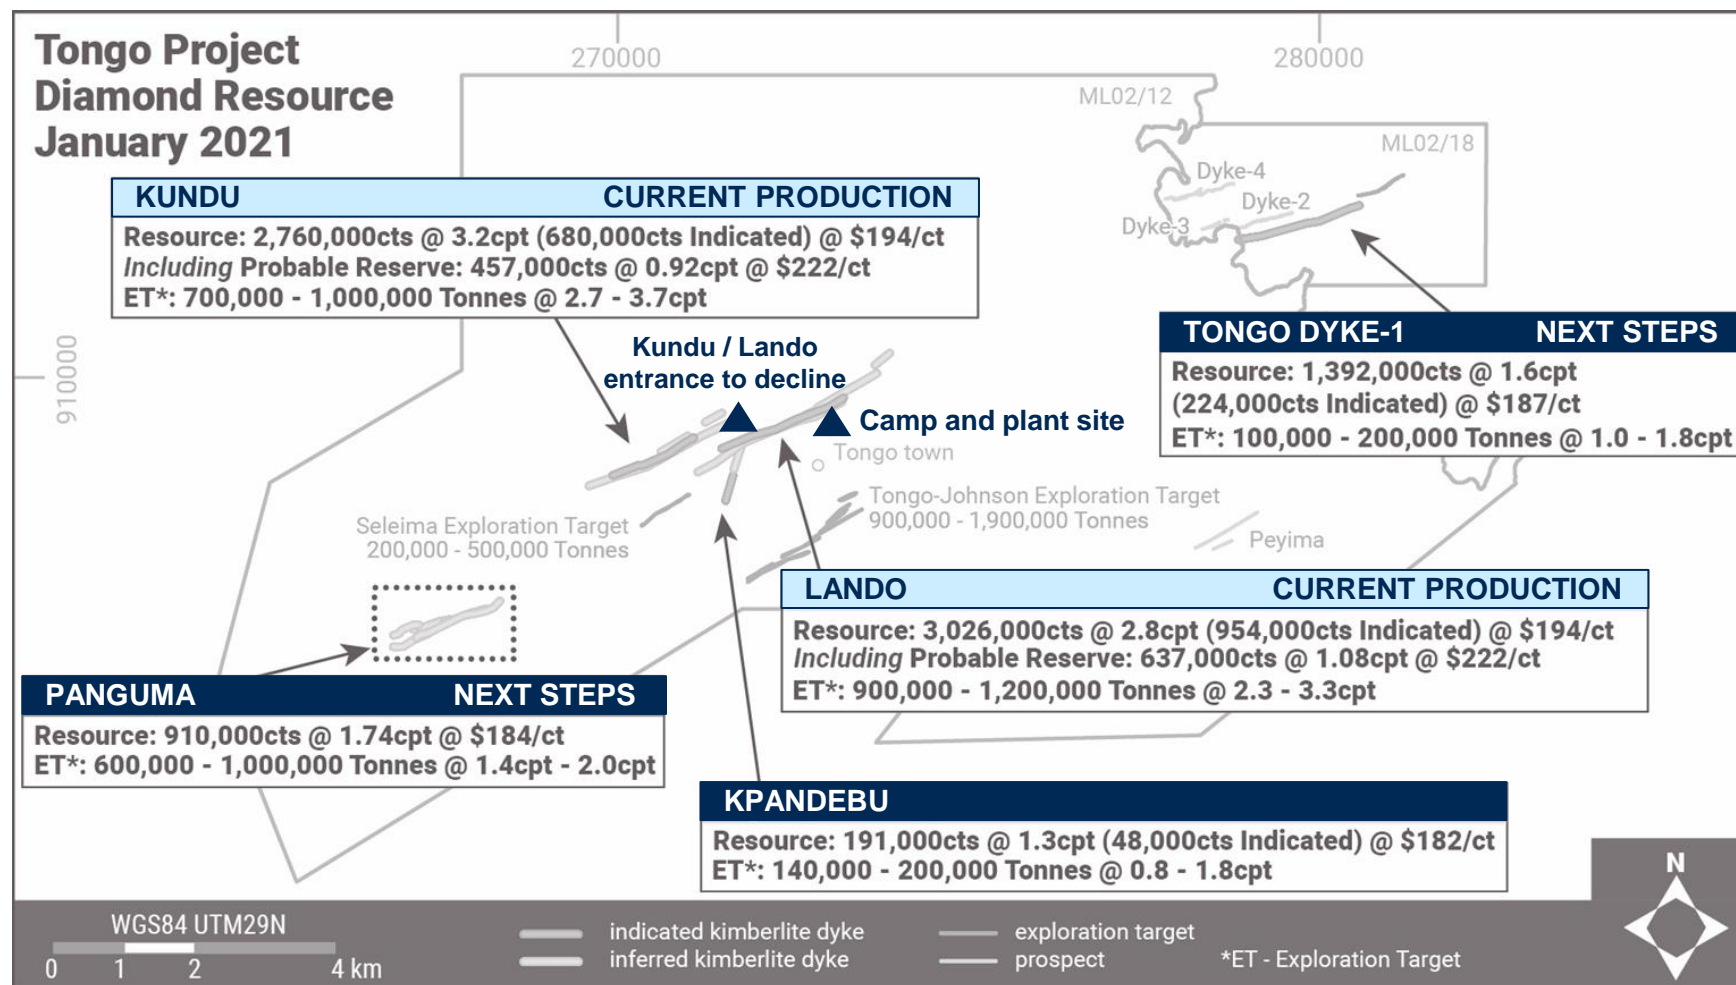 Tongo Project
Diamond Resource
January 2021
270000
280000
910000
ML02/12
ML02/18
Dyke-4
Dyke-2
Dyke-3
KUNDU CURRENT PRODUCTION
Resource: 2,760,000cts @ 3.2cpt (680,000cts Indicated) @ $194/ct
Including Probable Reserve: 457,000cts @ 0.92cpt @ $222/ct
ET*: 700,000 - 1,000,000 Tonnes @ 2.7 - 3.7cpt
TONGO DYKE-1 NEXT STEPS
Resource: 1,392,000cts @ 1.6cpt
(224,000cts Indicated) @ $187/ct
ET*: 100,000 - 200,000 Tonnes @ 1.0 - 1.8cpt
Kundu / Lando
entrance to decline
Camp and plant site
Tongo town
Tongo-Johnson Exploration Target
900,000 - 1,900,000 Tonnes
Seleima Exploration Target
200,000 - 500,000 Tonnes
Peyima
LANDO CURRENT PRODUCTION
Resource: 3,026,000cts @ 2.8cpt (954,000cts Indicated) @ $194/ct
Including Probable Reserve: 637,000cts @ 1.08cpt @ $222/ct
ET*: 900,000 - 1,200,000 Tonnes @ 2.3 - 3.3cpt
PANGUMA NEXT STEPS
Resource: 910,000cts @ 1.74cpt @ $184/ct
ET*: 600,000 - 1,000,000 Tonnes @ 1.4cpt - 2.0cpt
KPANDEBU
Resource: 191,000cts @ 1.3cpt (48,000cts Indicated) @ $182/ct
ET*: 140,000 - 200,000 Tonnes @ 0.8 - 1.8cpt
WGS84 UTM29N
0 1 2 4 km
indicated kimberlite dyke
inferred kimberlite dyke
exploration target
prospect
*ET - Exploration Target
N